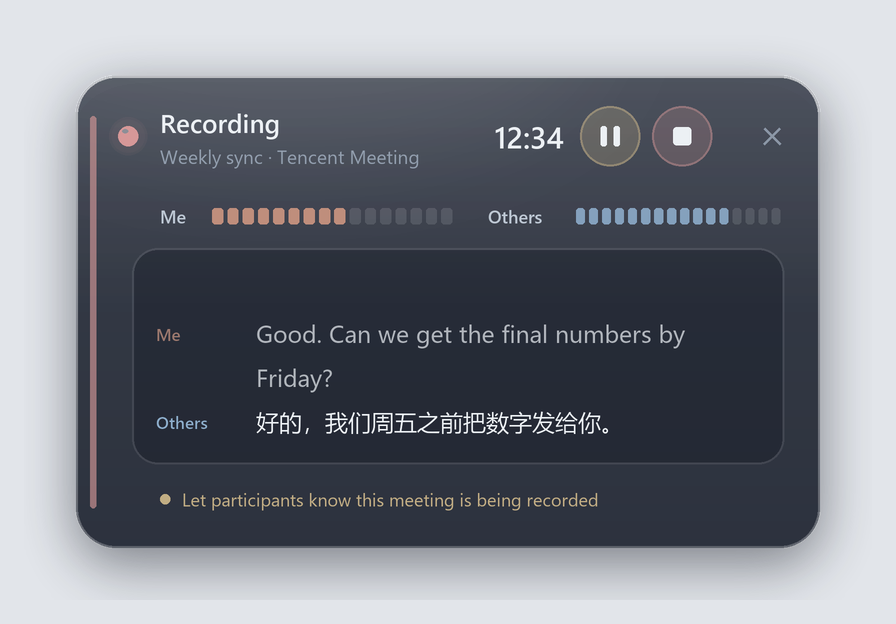 Recording
12:34
Weekly sync · Tencent Meeting
Me
Others
Me Good. Can we get the final numbers by
Friday?
Others 好的，我们周五之前把数字发给你。
Let participants know this meeting is being recorded